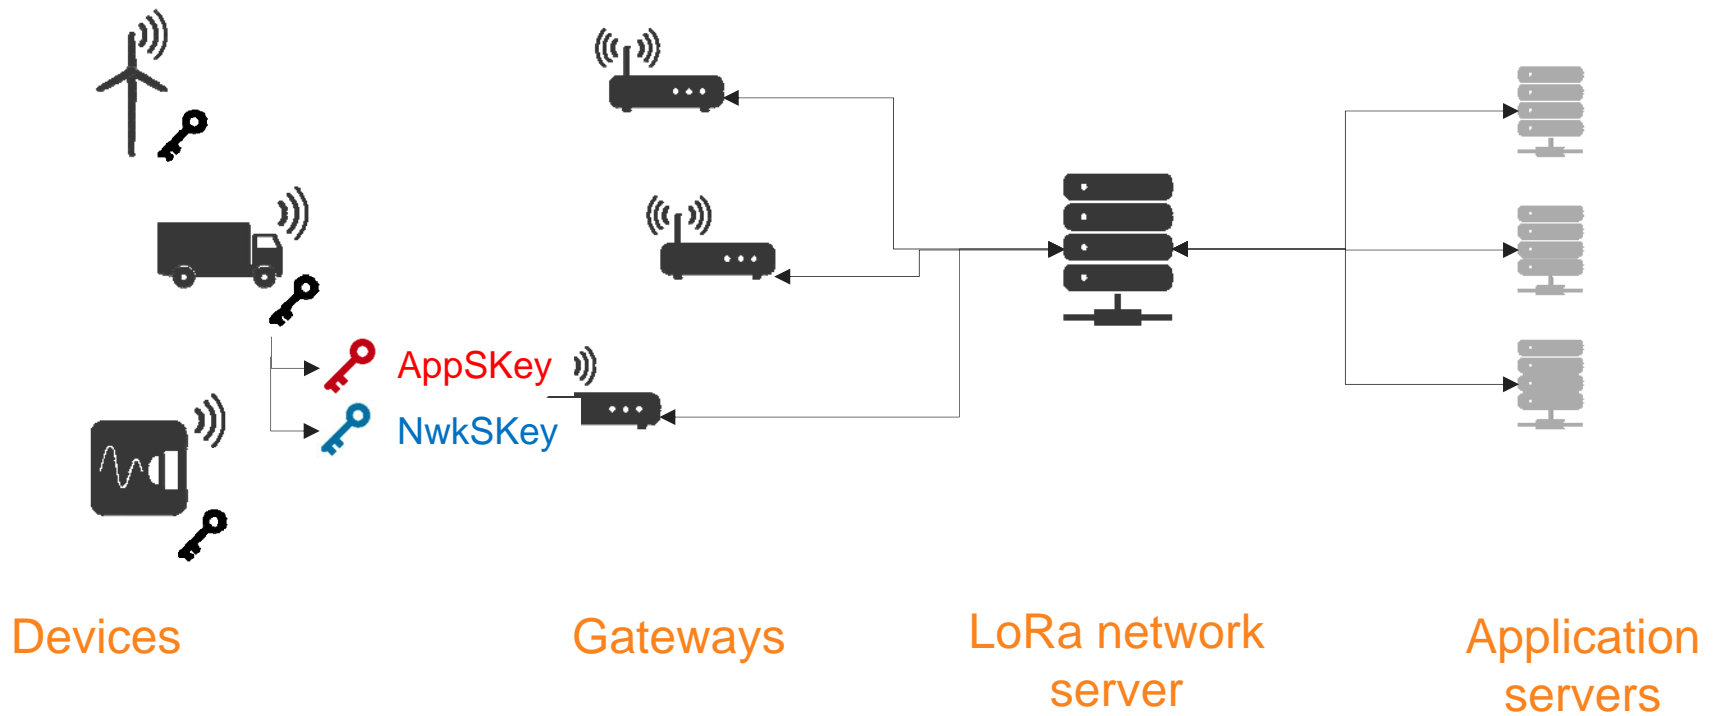 AppSKey
NwkSKey
Devices
Gateways
LoRa network
server
Application
servers